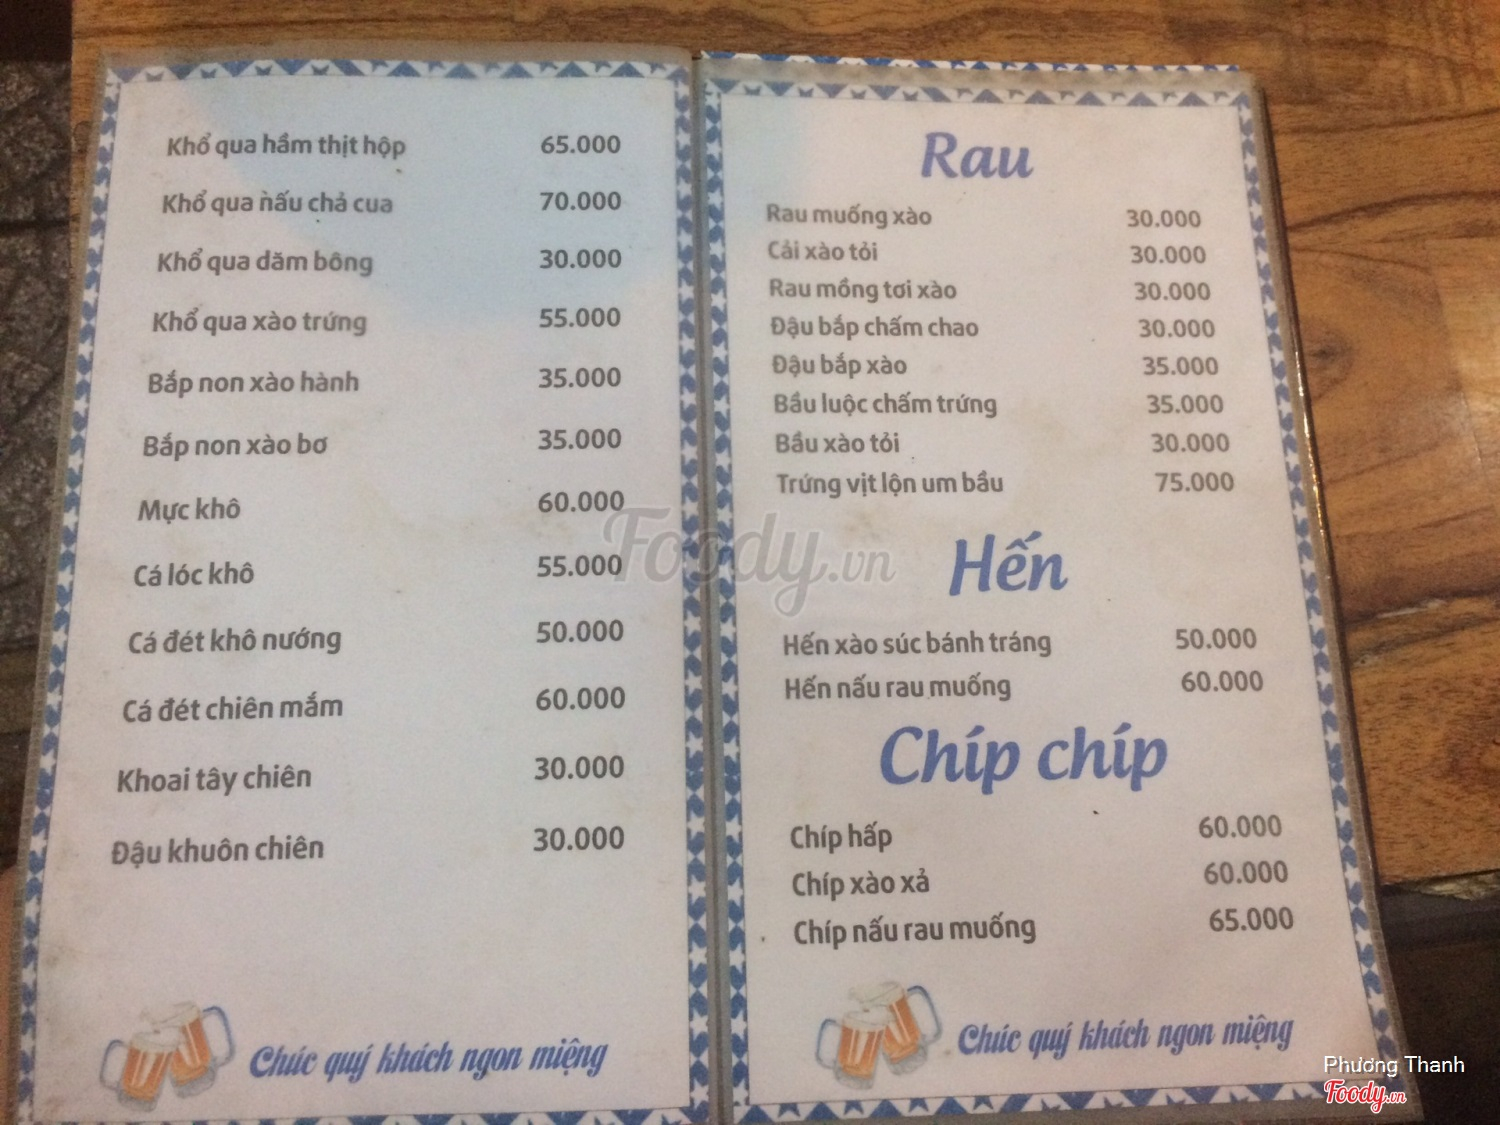 Khổ qua hầm thịt hộp 65.000
Khổ qua nấu chả cua 70.000
Khổ qua dăm bông 30.000
Khổ qua xào trứng 55.000
Bắp non xào hành 35.000
Bắp non xào bơ 35.000
Mực khô 60.000
Cá lóc khô 55.000
Cá đét khô nướng 50.000
Cá đét chiên mắm 60.000
Khoai tây chiên 30.000
Đậu khuôn chiên 30.000
Chúc quý khách ngon miệng
Rau
Rau muống xào 30.000
Cải xào tỏi 30.000
Rau mồng tơi xào 30.000
Đậu bắp chấm chao 30.000
Đậu bắp xào 35.000
Bầu luộc chấm trứng 35.000
Bầu xào tỏi 30.000
Trứng vịt lộn um bầu 75.000
Hến
Hến xào súc bánh tráng 50.000
Hến nấu rau muống 60.000
Chíp chíp
Chíp hấp 60.000
Chíp xào xả 60.000
Chíp nấu rau muống 65.000
Chúc quý khách ngon miệng
Foody.vn
Phương Thanh
Foody.vn